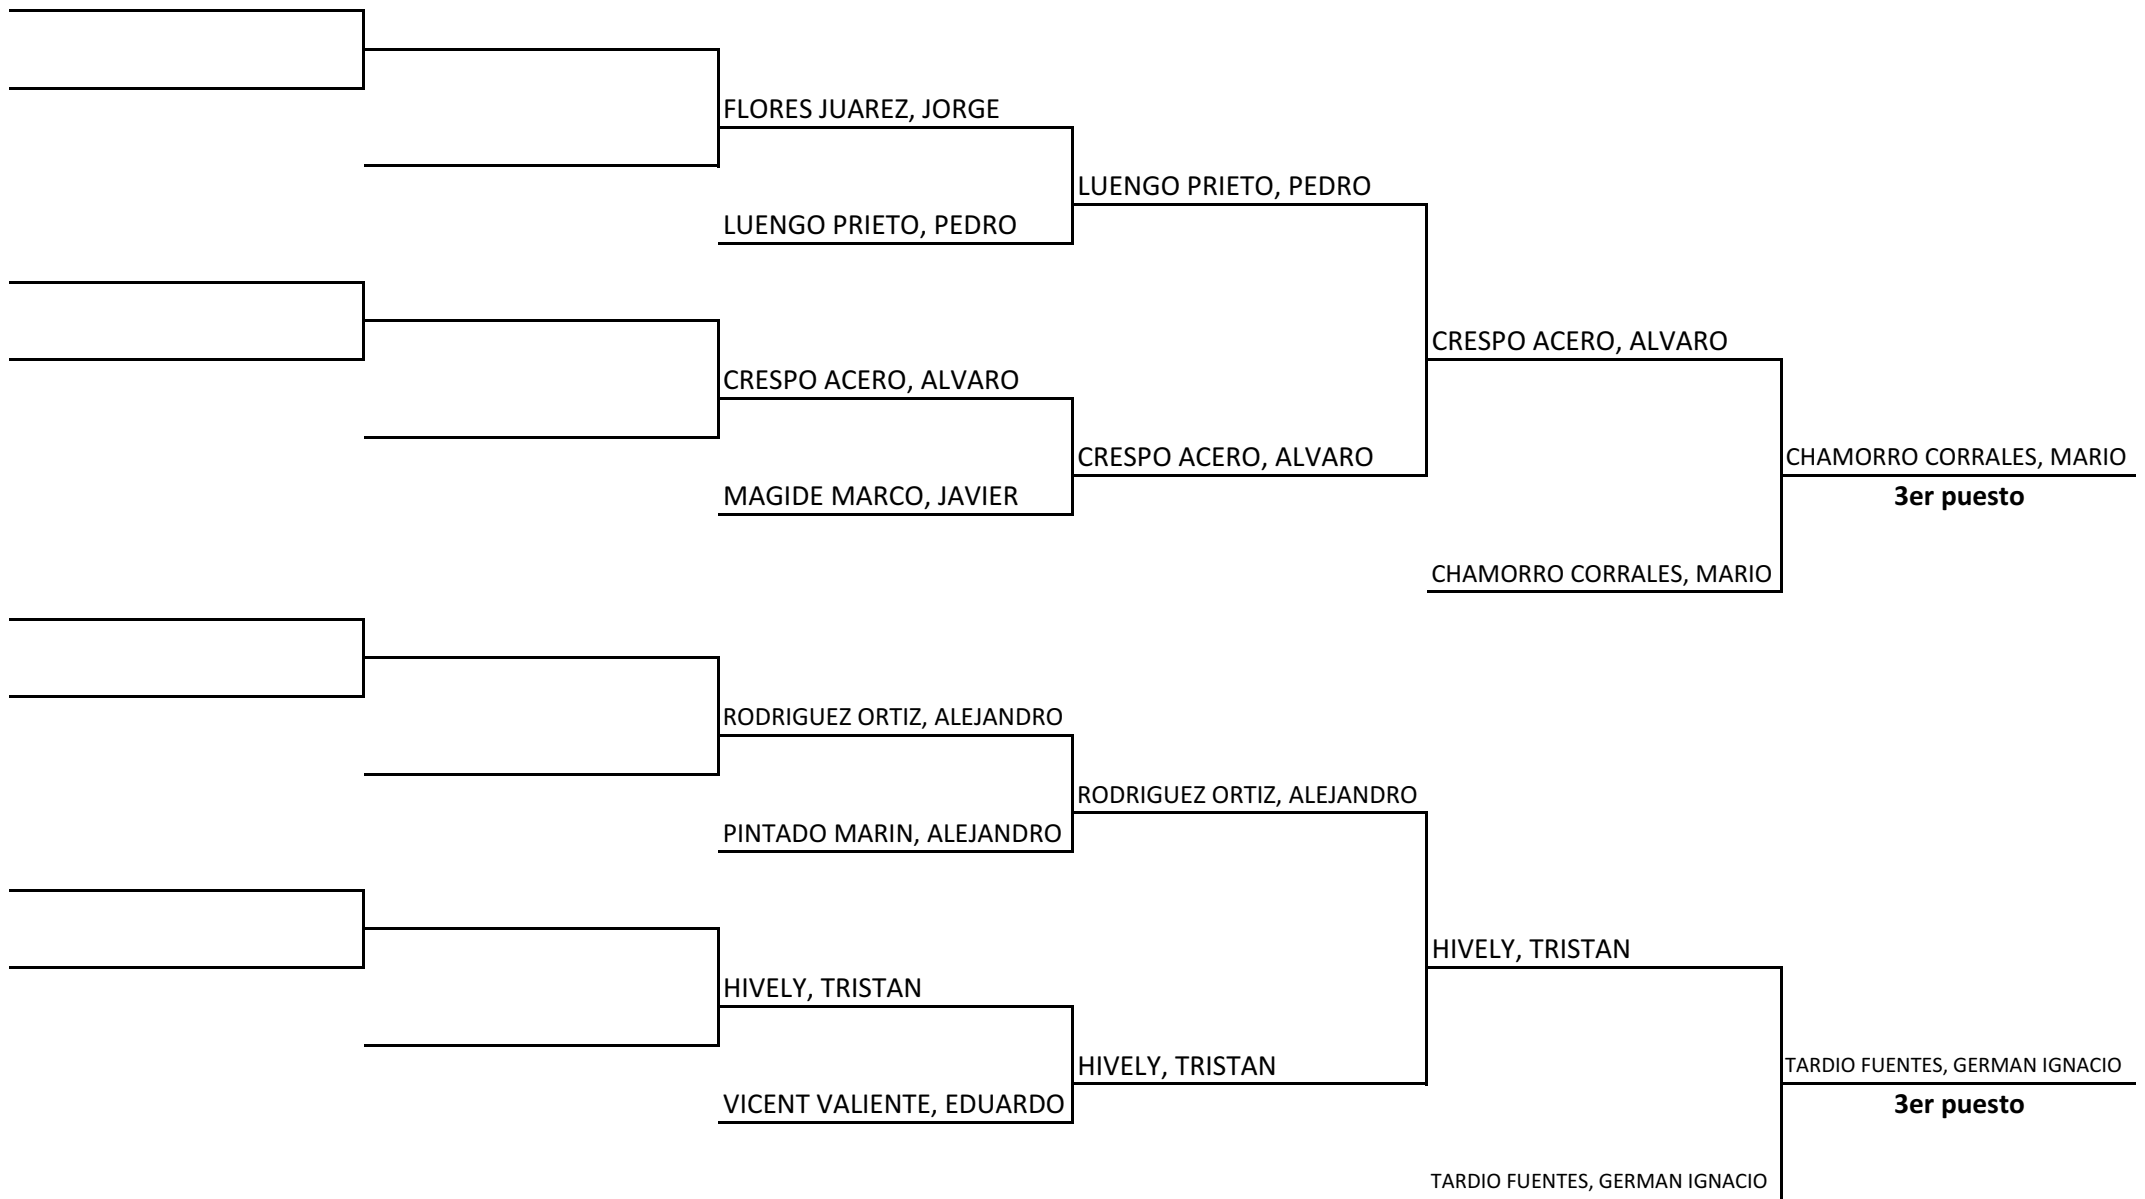 FLORES JUAREZ, JORGE
LUENGO PRIETO, PEDRO
LUENGO PRIETO, PEDRO
CRESPO ACERO, ALVARO
CRESPO ACERO, ALVARO
CHAMORRO CORRALES, MARIO
CRESPO ACERO, ALVARO
MAGIDE MARCO, JAVIER
3er puesto
CHAMORRO CORRALES, MARIO
RODRIGUEZ ORTIZ, ALEJANDRO
RODRIGUEZ ORTIZ, ALEJANDRO
PINTADO MARIN, ALEJANDRO
HIVELY, TRISTAN
HIVELY, TRISTAN
HIVELY, TRISTAN
TARDIO FUENTES, GERMAN IGNACIO
VICENT VALIENTE, EDUARDO
3er puesto
TARDIO FUENTES, GERMAN IGNACIO